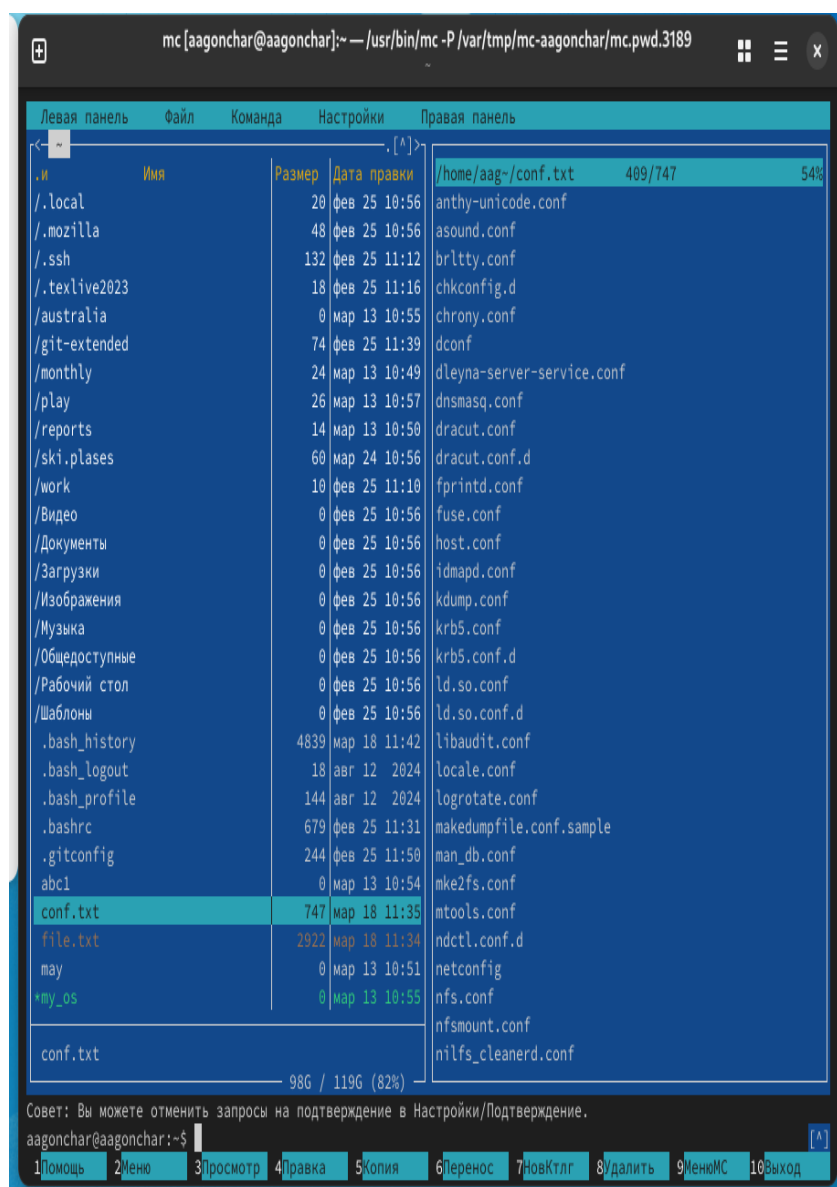 mc [aagonchar@aagonchar]:~ — /usr/bin/mc -P /var/tmp/mc-aagonchar/mc.pwd.3189
~
Левая панель Файл Команда Настройки Правая панель
<- ~ .[^]>
.и Имя Размер Дата правки
/.local 20 фев 25 10:56
/.mozilla 48 фев 25 10:56
/.ssh 132 фев 25 11:12
/.texlive2023 18 фев 25 11:16
/australia 0 мар 13 10:55
/git-extended 74 фев 25 11:39
/monthly 24 мар 13 10:49
/play 26 мар 13 10:57
/reports 14 мар 13 10:50
/ski.plases 60 мар 24 10:56
/work 10 фев 25 11:10
/Видео 0 фев 25 10:56
/Документы 0 фев 25 10:56
/Загрузки 0 фев 25 10:56
/Изображения 0 фев 25 10:56
/Музыка 0 фев 25 10:56
/Общедоступные 0 фев 25 10:56
/Рабочий стол 0 фев 25 10:56
/Шаблоны 0 фев 25 10:56
.bash_history 4839 мар 18 11:42
.bash_logout 18 авг 12 2024
.bash_profile 144 авг 12 2024
.bashrc 679 фев 25 11:31
.gitconfig 244 фев 25 11:50
abc1 0 мар 13 10:54
conf.txt 747 мар 18 11:35
file.txt 2922 мар 18 11:34
may 0 мар 13 10:51
*my_os 0 мар 13 10:55
conf.txt
98G / 119G (82%)
/home/aag~/conf.txt 409/747 54%
anthy-unicode.conf
asound.conf
brltty.conf
chkconfig.d
chrony.conf
dconf
dleyna-server-service.conf
dnsmasq.conf
dracut.conf
dracut.conf.d
fprintd.conf
fuse.conf
host.conf
idmapd.conf
kdump.conf
krb5.conf
krb5.conf.d
ld.so.conf
ld.so.conf.d
libaudit.conf
locale.conf
logrotate.conf
makedumpfile.conf.sample
man_db.conf
mke2fs.conf
mtools.conf
ndctl.conf.d
netconfig
nfs.conf
nfsmount.conf
nilfs_cleanerd.conf
Совет: Вы можете отменить запросы на подтверждение в Настройки/Подтверждение.
aagonchar@aagonchar:~$ [^]
1Помощь 2Меню 3Просмотр 4Правка 5Копия 6Перенос 7НовКтлг 8Удалить 9МенюMC 10Выход